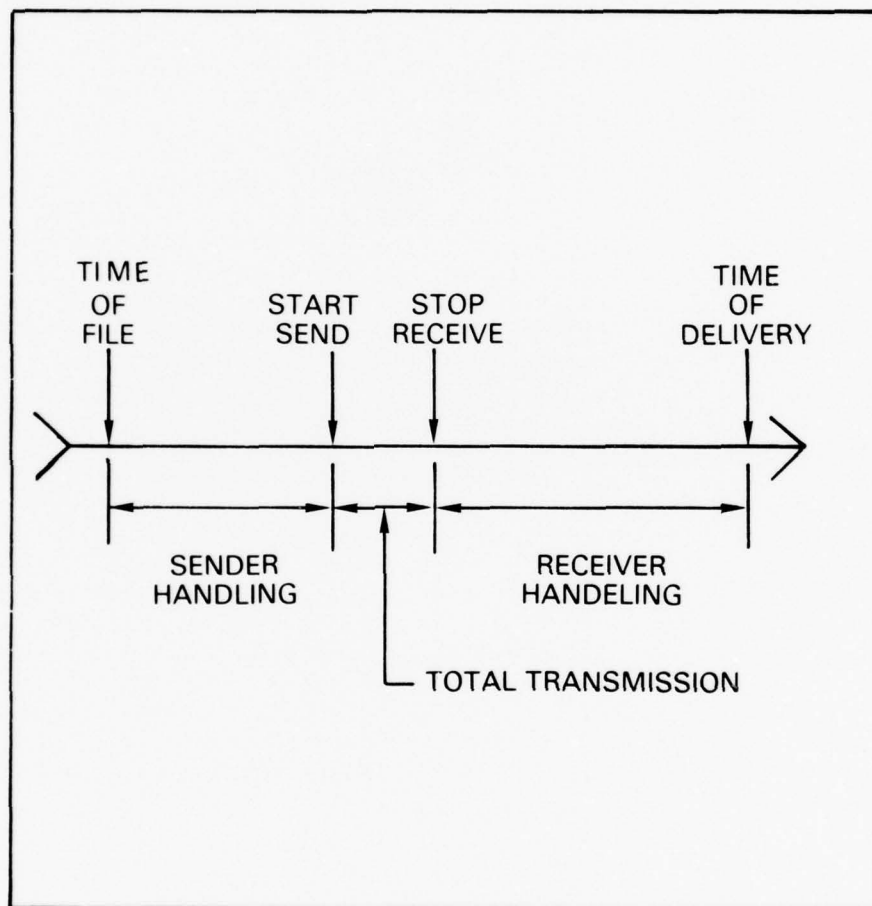 TIME
OF
FILE
START
SEND
STOP
RECEIVE
TIME
OF
DELIVERY
SENDER
HANDLING
RECEIVER
HANDELING
TOTAL TRANSMISSION